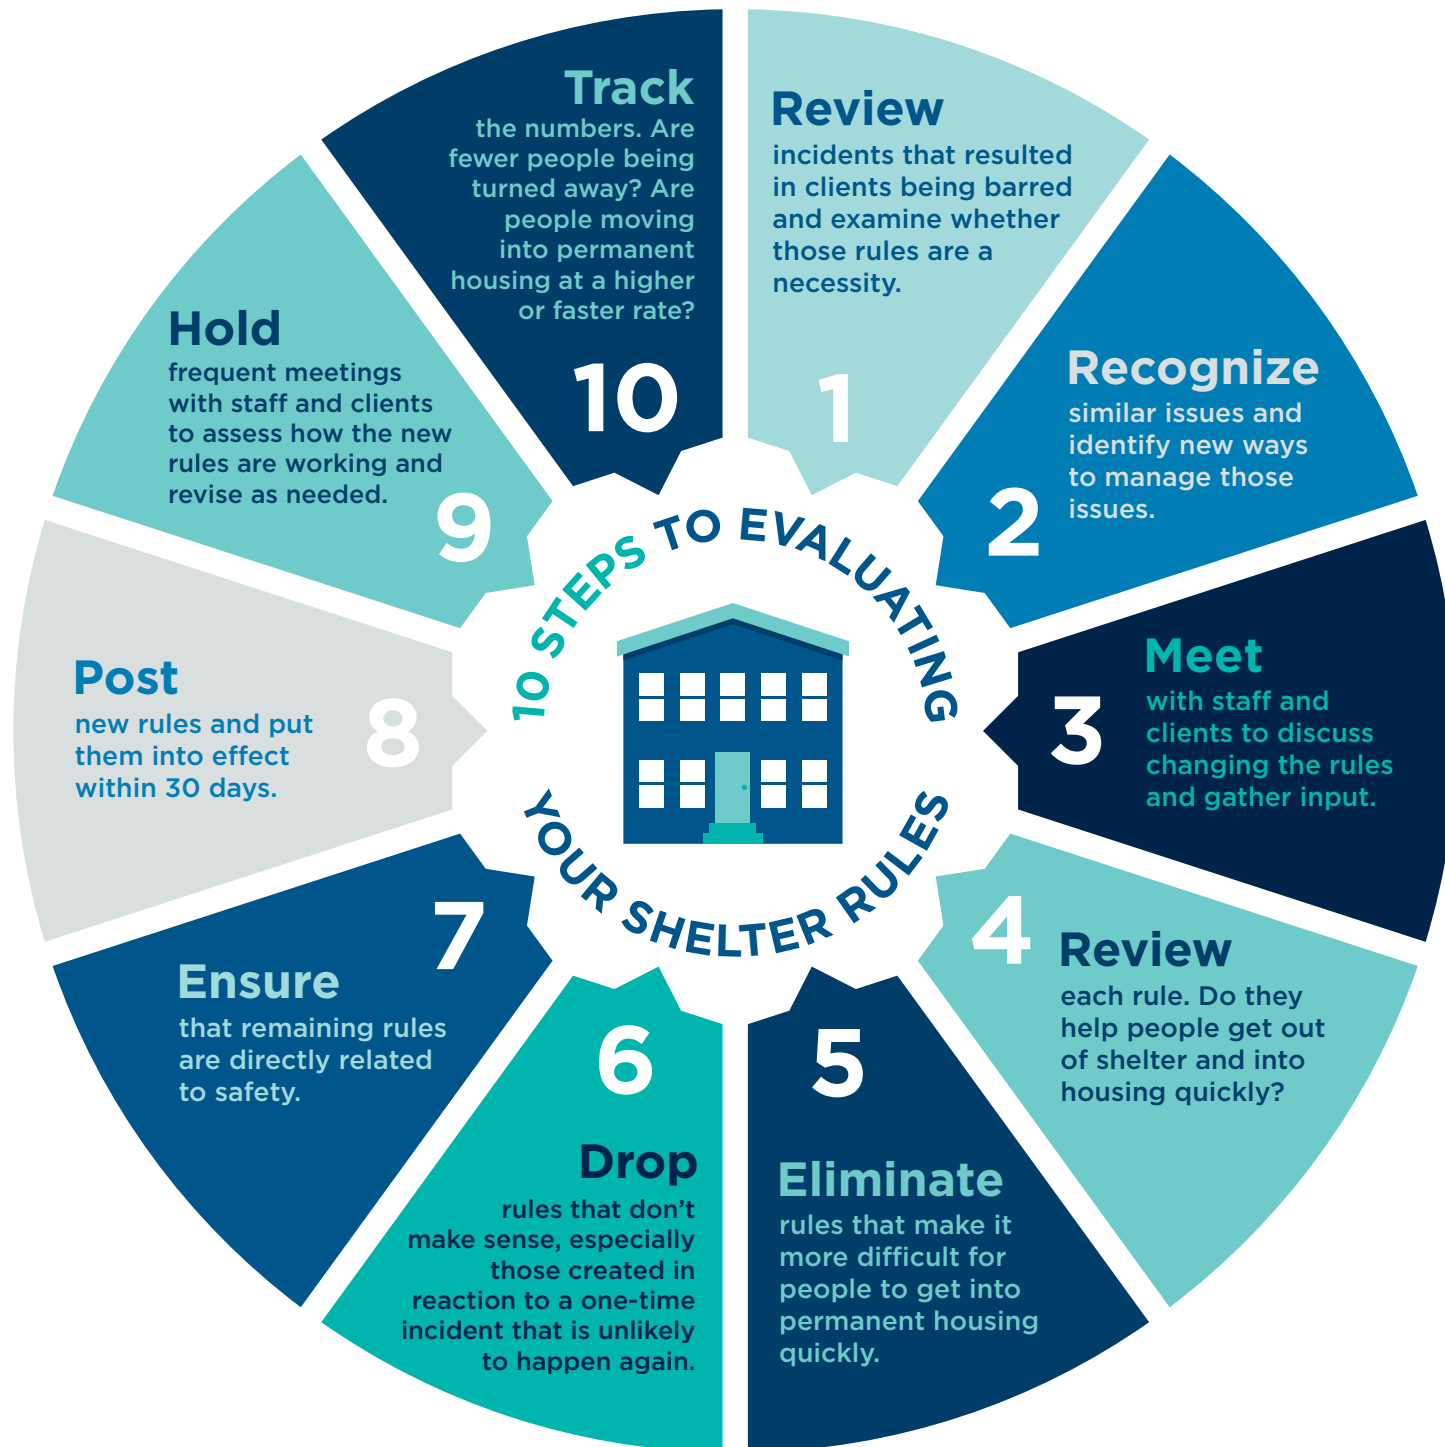 10 STEPS TO EVALUATING
YOUR SHELTER RULES
1
Review
incidents that resulted
in clients being barred
and examine whether
those rules are a
necessity.
2
Recognize
similar issues and
identify new ways
to manage those
issues.
3
Meet
with staff and
clients to discuss
changing the rules
and gather input.
4
Review
each rule. Do they
help people get out
of shelter and into
housing quickly?
5
Eliminate
rules that make it
more difficult for
people to get into
permanent housing
quickly.
6
Drop
rules that don’t
make sense, especially
those created in
reaction to a one-time
incident that is unlikely
to happen again.
7
Ensure
that remaining rules
are directly related
to safety.
8
Post
new rules and put
them into effect
within 30 days.
9
Hold
frequent meetings
with staff and clients
to assess how the new
rules are working and
revise as needed.
10
Track
the numbers. Are
fewer people being
turned away? Are
people moving
into permanent
housing at a higher
or faster rate?